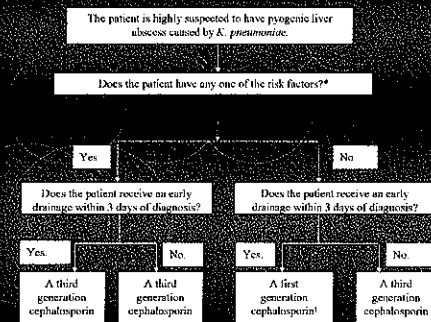 The patient is highly suspected to have pyogenic liver
abscess caused by K. pneumoniae.
Does the patient have any one of the risk factors?*
Yes
No
Does the patient receive an early
drainage within 3 days of diagnosis?
Does the patient receive an early
drainage within 3 days of diagnosis?
Yes.
No.
Yes.
No.
A third
generation
cephalosporin
A third
generation
cephalosporin
A first
generation
cephalosporin†
A third
generation
cephalosporin